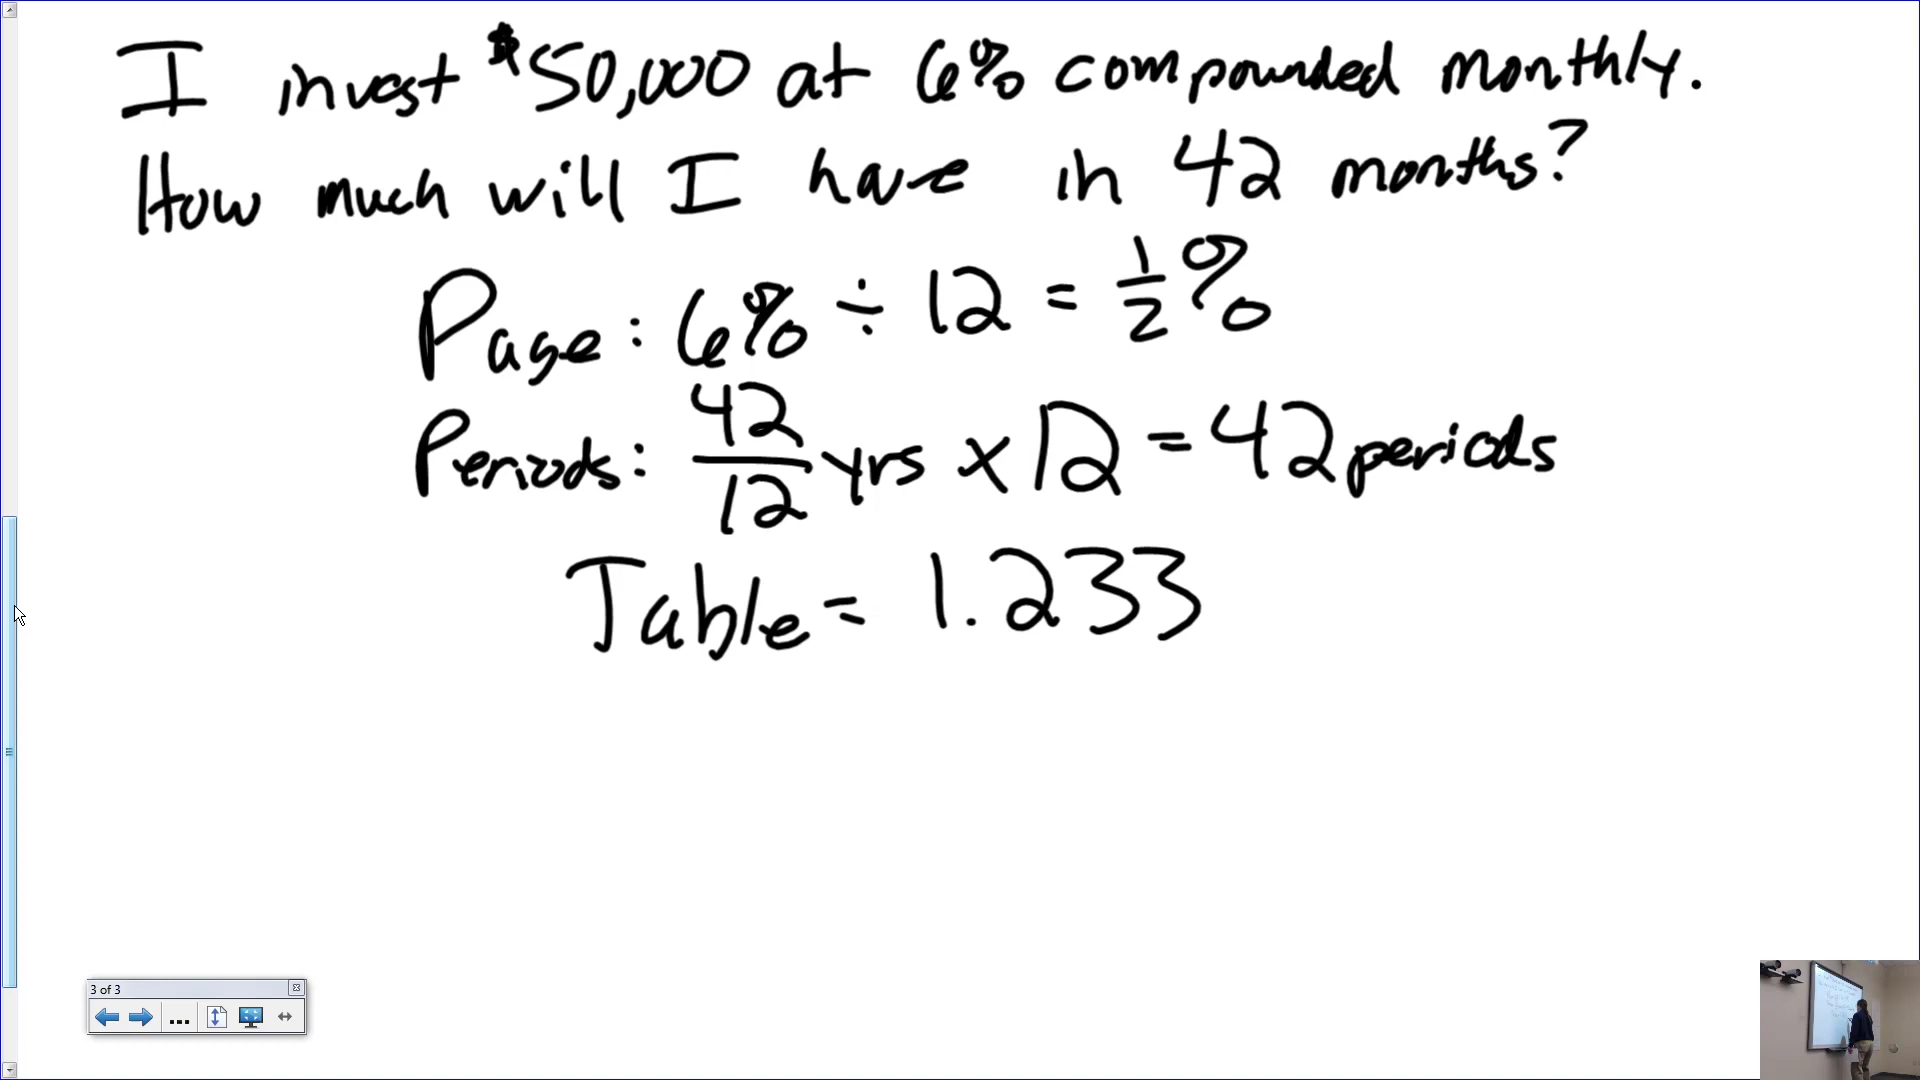 I invest $50,000 at 6% compounded monthly.
How much will I have in 42 months?
Page: 6% ÷ 12 = 1/2 %
Periods: 42/12 yrs x 12 = 42 periods
Table = 1.233
3 of 3
...